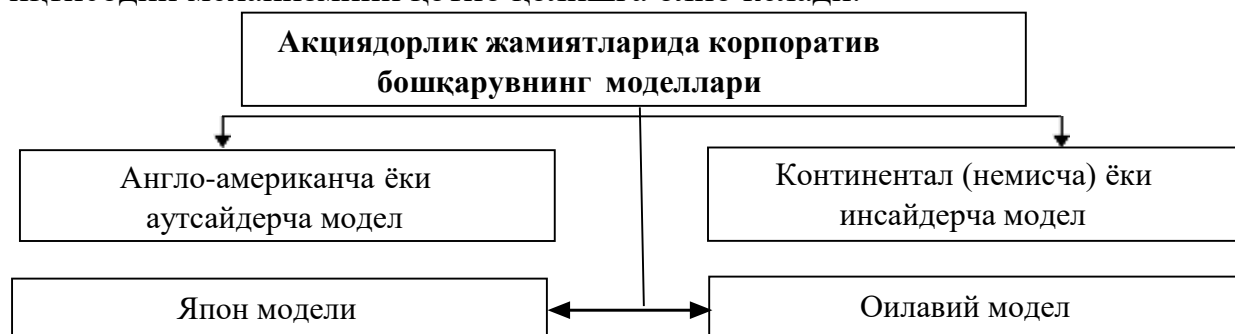 Акциядорлик жамиятларида корпоратив
бошқарувнинг моделлари
Англо-американча ёки
аутсайдерча модел
Континентал (немисча) ёки
инсайдерча модел
Япон модели
Оилавий модел